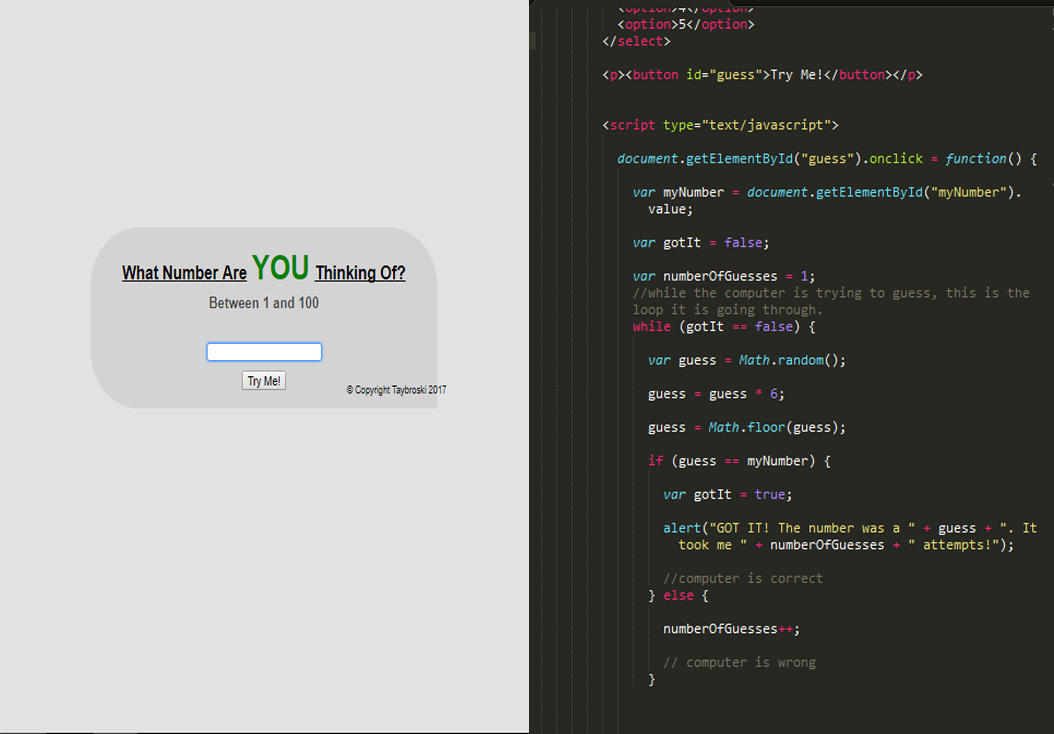 What Number Are YOU Thinking Of?
Between 1 and 100
Try Me!
© Copyright Taybroski 2017
<option>4</option>
<option>5</option>
</select>
<p><button id="guess">Try Me!</button></p>
<script type="text/javascript">
document.getElementById("guess").onclick = function() {
var myNumber = document.getElementById("myNumber").
value;
var gotIt = false;
var numberOfGuesses = 1;
//while the computer is trying to guess, this is the
loop it is going through.
while (gotIt == false) {
var guess = Math.random();
guess = guess * 6;
guess = Math.floor(guess);
if (guess == myNumber) {
var gotIt = true;
alert("GOT IT! The number was a " + guess + ". It
took me " + numberOfGuesses + " attempts!");
//computer is correct
} else {
numberOfGuesses++;
// computer is wrong
}